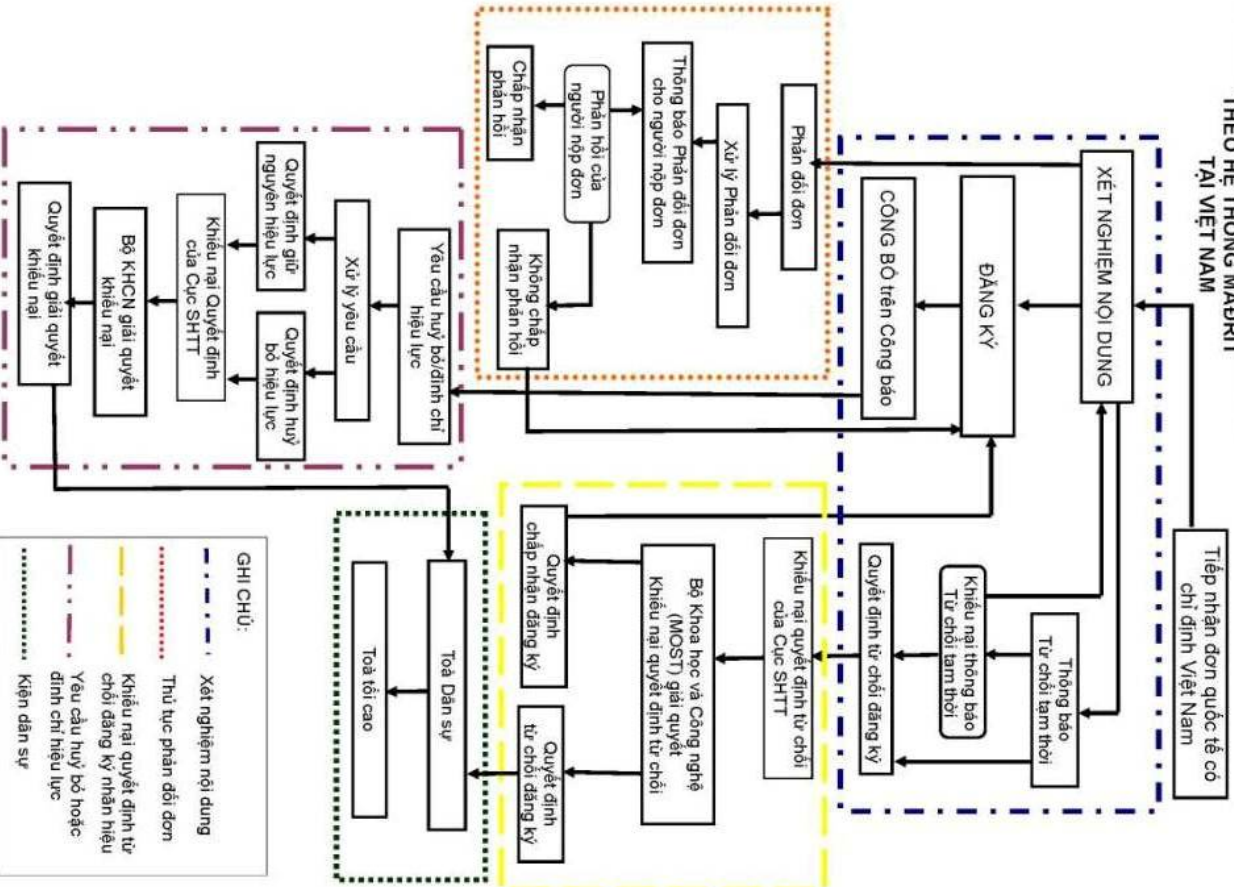 THEO HỆ THỐNG MAĐRIT
TẠI VIỆT NAM
Tiếp nhận đơn quốc tế có
chỉ định Việt Nam
XÉT NGHIỆM NỘI DUNG
ĐĂNG KÝ
CÔNG BỐ trên Công báo
Thông báo
Từ chối tạm thời
Khiếu nại thông báo
Từ chối tạm thời
Quyết định từ chối đăng ký
Phản đối đơn
Xử lý Phản đối đơn
Thông báo Phản đối đơn
cho người nộp đơn
Phản hồi của
người nộp đơn
Chấp nhận
phản hồi
Không chấp
nhận phản hồi
Khiếu nại quyết định từ chối
của Cục SHTT
Bộ Khoa học và Công nghệ
(MOST) giải quyết
Khiếu nại quyết định từ chối
Quyết định
chấp nhận đăng ký
Quyết định
từ chối đăng ký
Yêu cầu huỷ bỏ/đình chỉ
hiệu lực
Xử lý yêu cầu
Quyết định giữ
nguyên hiệu lực
Quyết định huỷ
bỏ hiệu lực
Khiếu nại Quyết định
của Cục SHTT
Bộ KHCN giải quyết
khiếu nại
Quyết định giải quyết
khiếu nại
Toà Dân sự
Toà tối cao
GHI CHÚ:
Xét nghiệm nội dung
Thủ tục phản đối đơn
Khiếu nại quyết định từ
chối đăng ký nhãn hiệu
Yêu cầu huỷ bỏ hoặc
đình chỉ hiệu lực
Kiện dân sự